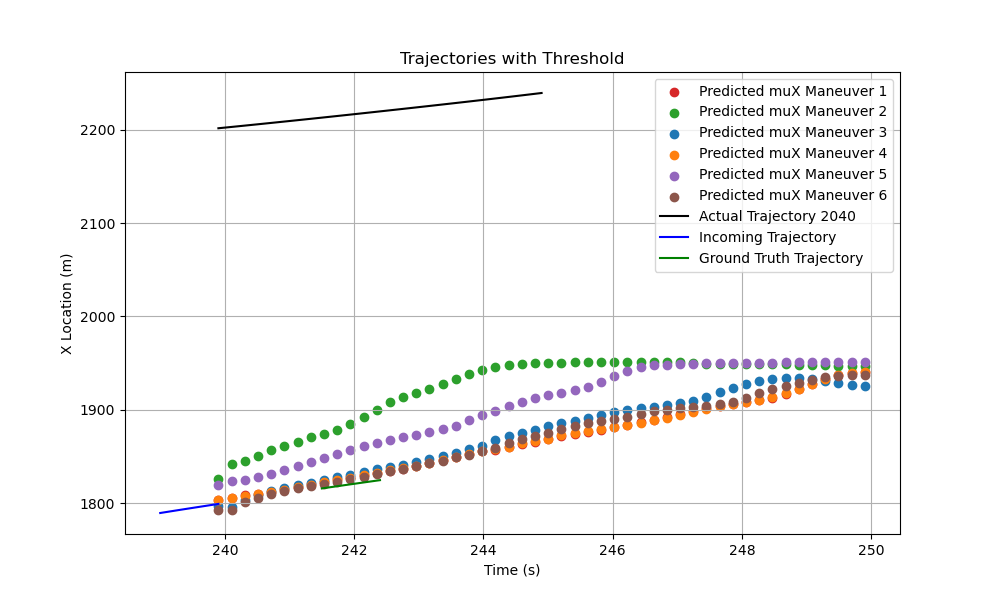 Trajectories with Threshold
Predicted muX Maneuver 1
Predicted muX Maneuver 2
Predicted muX Maneuver 3
Predicted muX Maneuver 4
Predicted muX Maneuver 5
Predicted muX Maneuver 6
Actual Trajectory 2040
Incoming Trajectory
Ground Truth Trajectory
X Location (m)
2200
2100
2000
1900
1800
240 242 244 246 248 250
Time (s)